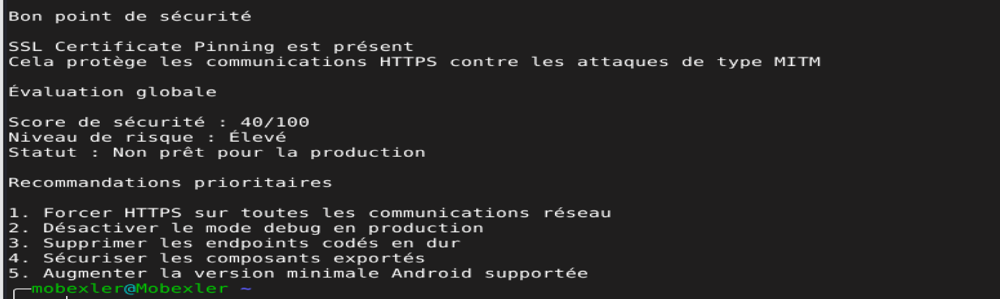 Bon point de sécurité
SSL Certificate Pinning est présent
Cela protège les communications HTTPS contre les attaques de type MITM
Évaluation globale
Score de sécurité : 40/100
Niveau de risque : Élevé
Statut : Non prêt pour la production
Recommandations prioritaires
1. Forcer HTTPS sur toutes les communications réseau
2. Désactiver le mode debug en production
3. Supprimer les endpoints codés en dur
4. Sécuriser les composants exportés
5. Augmenter la version minimale Android supportée
mobexler@Mobexler ~